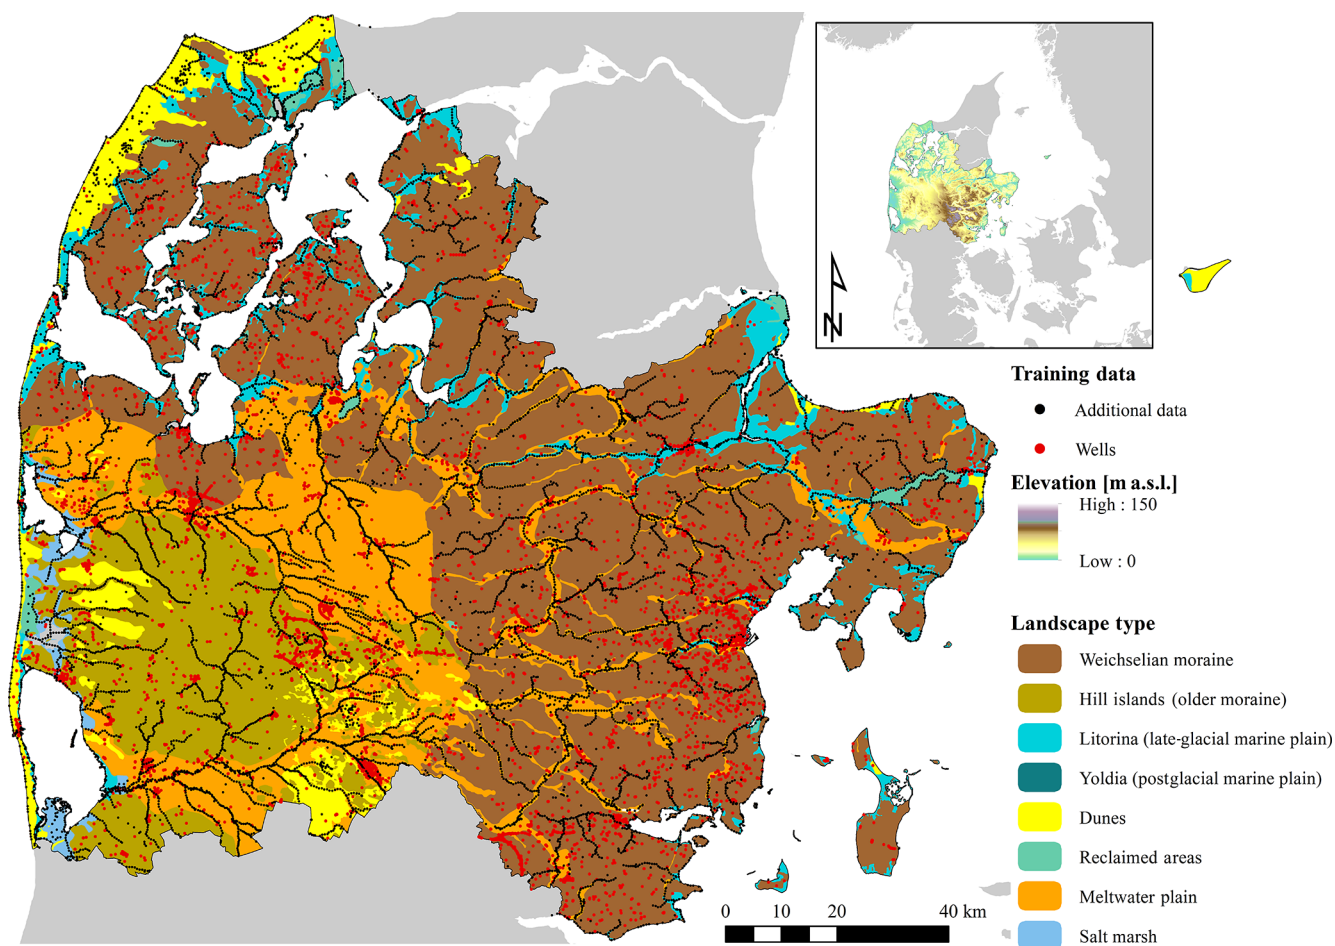 N
Training data
Additional data
Wells
Elevation [m a.s.l.]
High : 150
Low : 0
Landscape type
Weichselian moraine
Hill islands (older moraine)
Litorina (late-glacial marine plain)
Yoldia (postglacial marine plain)
Dunes
Reclaimed areas
Meltwater plain
Salt marsh
0 10 20 40 km